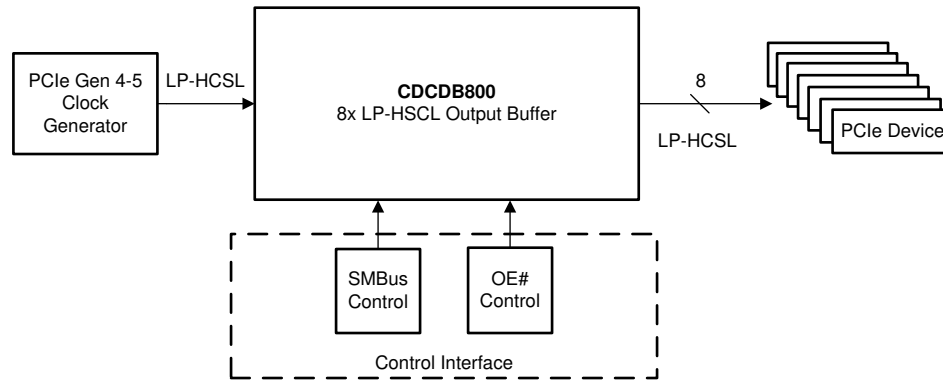 PCIe Gen 4-5
Clock
Generator
LP-HCSL
CDCDB800
8x LP-HSCL Output Buffer
8
LP-HCSL
PCIe Device
SMBus
Control
OE#
Control
Control Interface